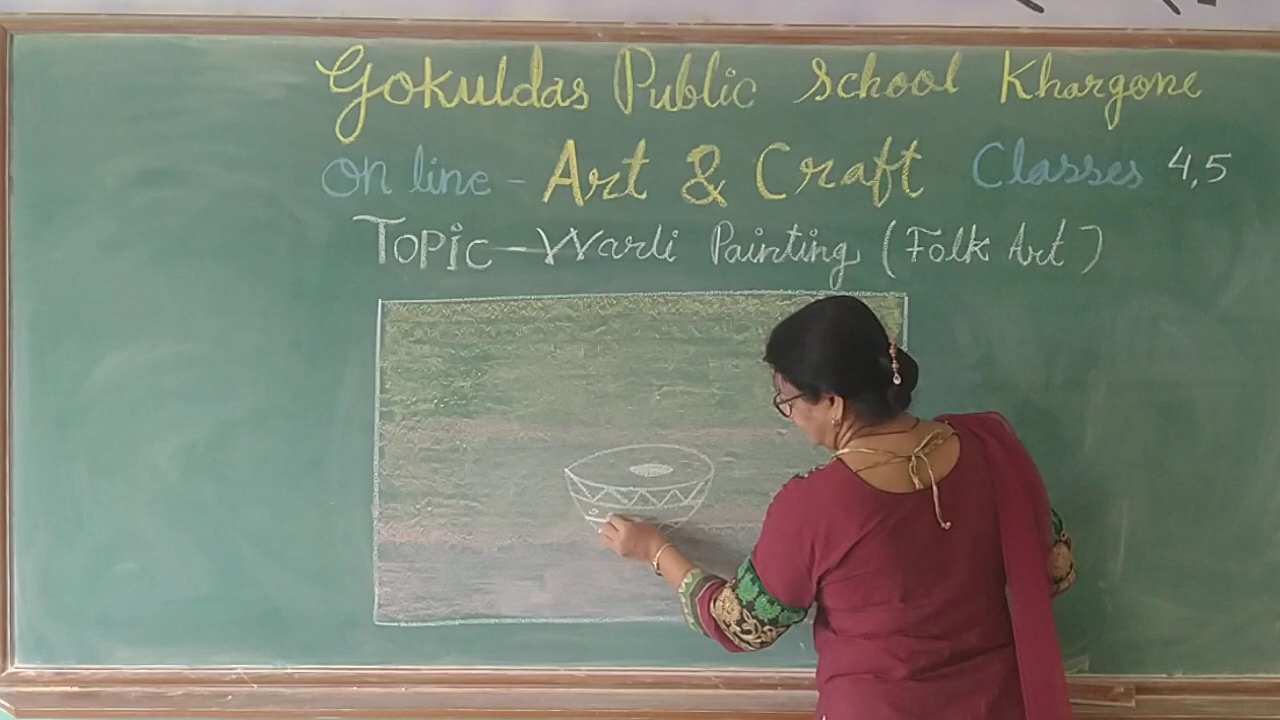 Gokuldas Public School Khargone
On line - Art & Craft Classes 4,5
Topic - Warli Painting (Folk Art)